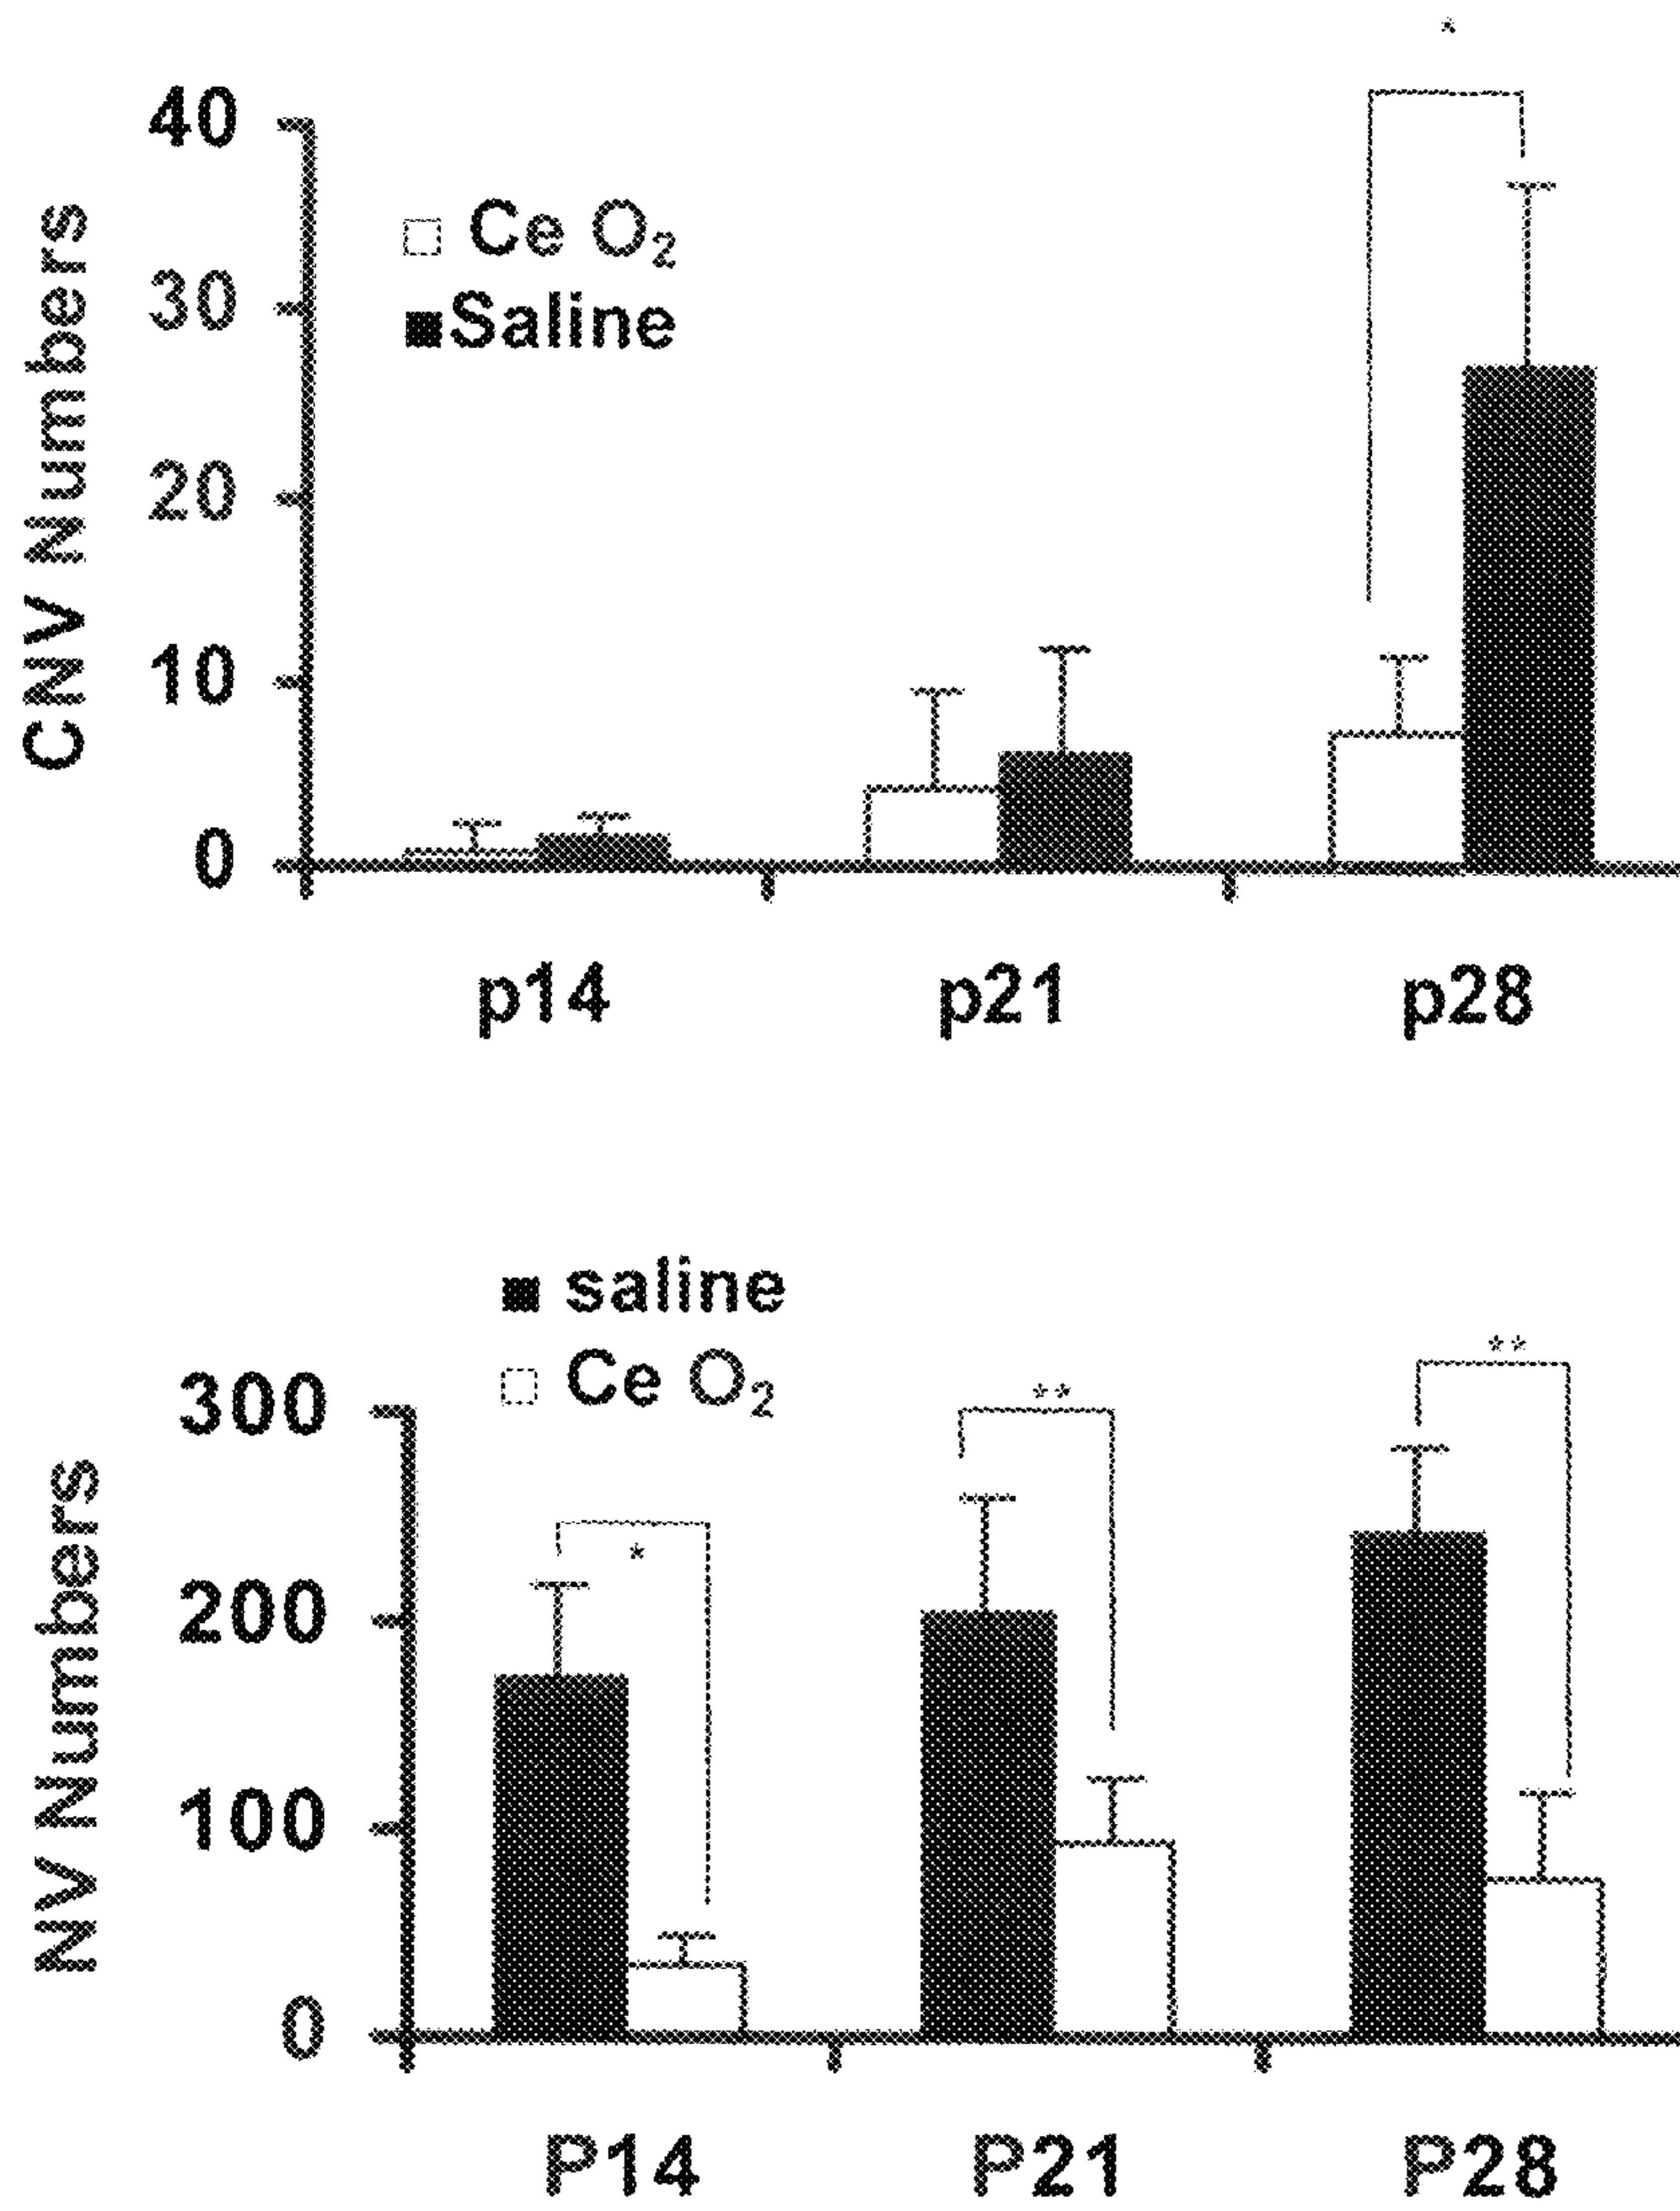 *
40
Ce O₂
30
Saline
20
10
0
CNV Numbers
p14 p21 p28
saline
Ce O₂
300
200
100
0
NV Numbers
* ** **
P14 P21 P28